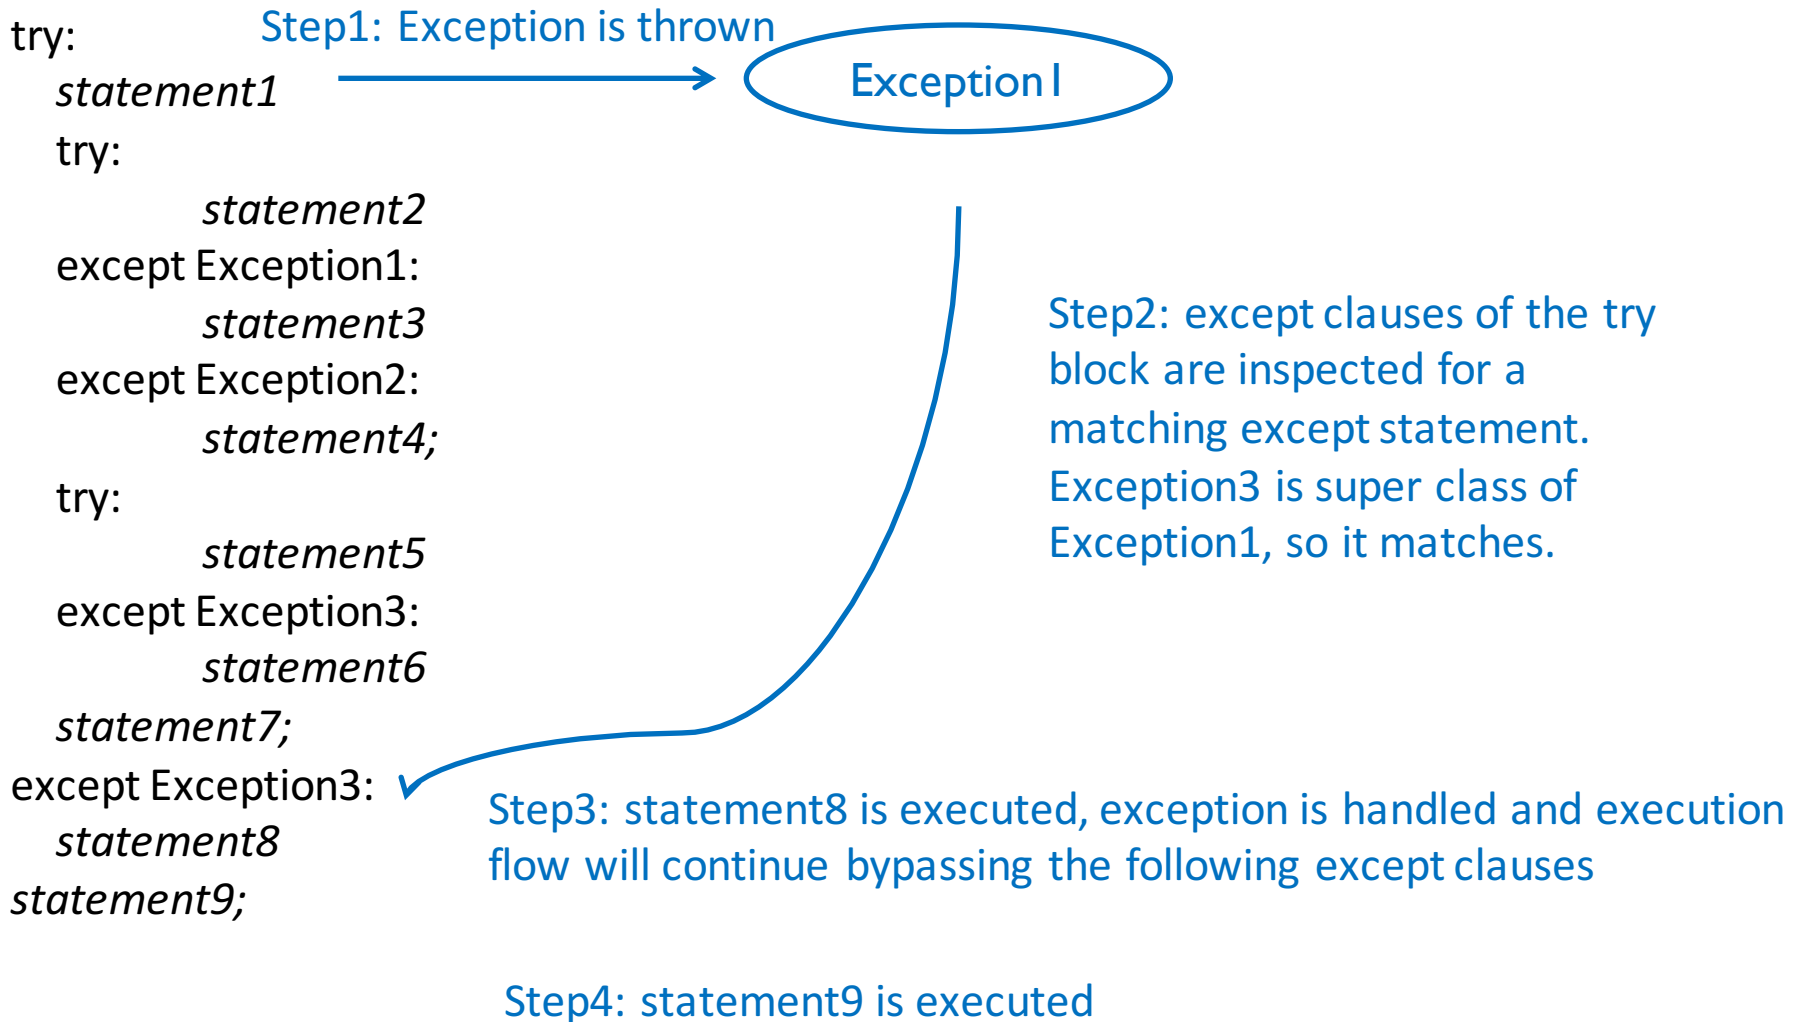 try:
Step1: Exception is thrown
statement1
Exception1
try:
statement2
except Exception1:
statement3
except Exception2:
statement4;
try:
statement5
except Exception3:
statement6
statement7;
except Exception3:
statement8
statement9;
Step2: except clauses of the try
block are inspected for a
matching except statement.
Exception3 is super class of
Exception1, so it matches.
Step3: statement8 is executed, exception is handled and execution
flow will continue bypassing the following except clauses
Step4: statement9 is executed